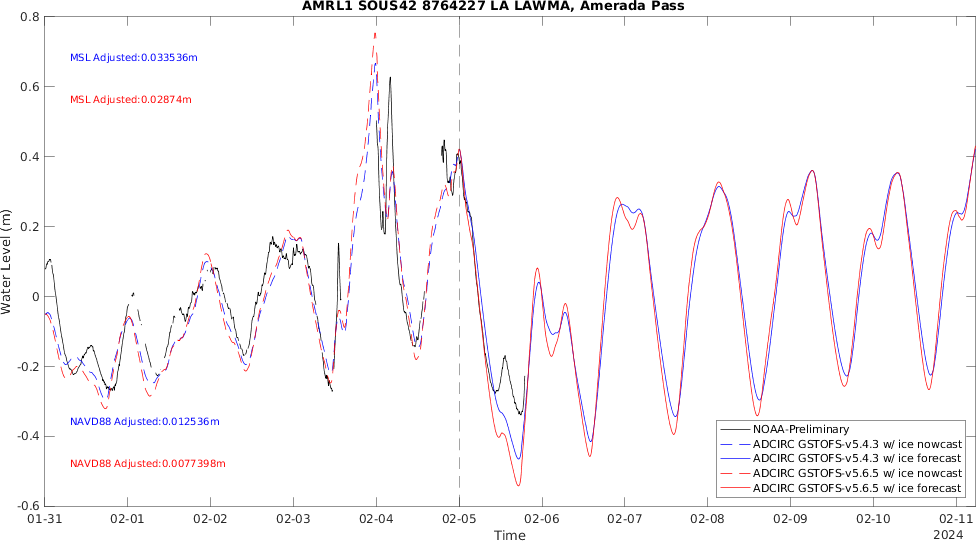 AMRL1 SOUS42 8764227 LA LAWMA, Amerada Pass
0.8
0.6
0.4
0.2
0
-0.2
-0.4
-0.6
Water Level (m)
MSL Adjusted:0.033536m
MSL Adjusted:0.02874m
NAVD88 Adjusted:0.012536m
NAVD88 Adjusted:0.0077398m
NOAA-Preliminary
ADCIRC GSTOFS-v5.4.3 w/ ice nowcast
ADCIRC GSTOFS-v5.4.3 w/ ice forecast
ADCIRC GSTOFS-v5.6.5 w/ ice nowcast
ADCIRC GSTOFS-v5.6.5 w/ ice forecast
01-31 02-01 02-02 02-03 02-04 02-05 02-06 02-07 02-08 02-09 02-10 02-11
Time
2024